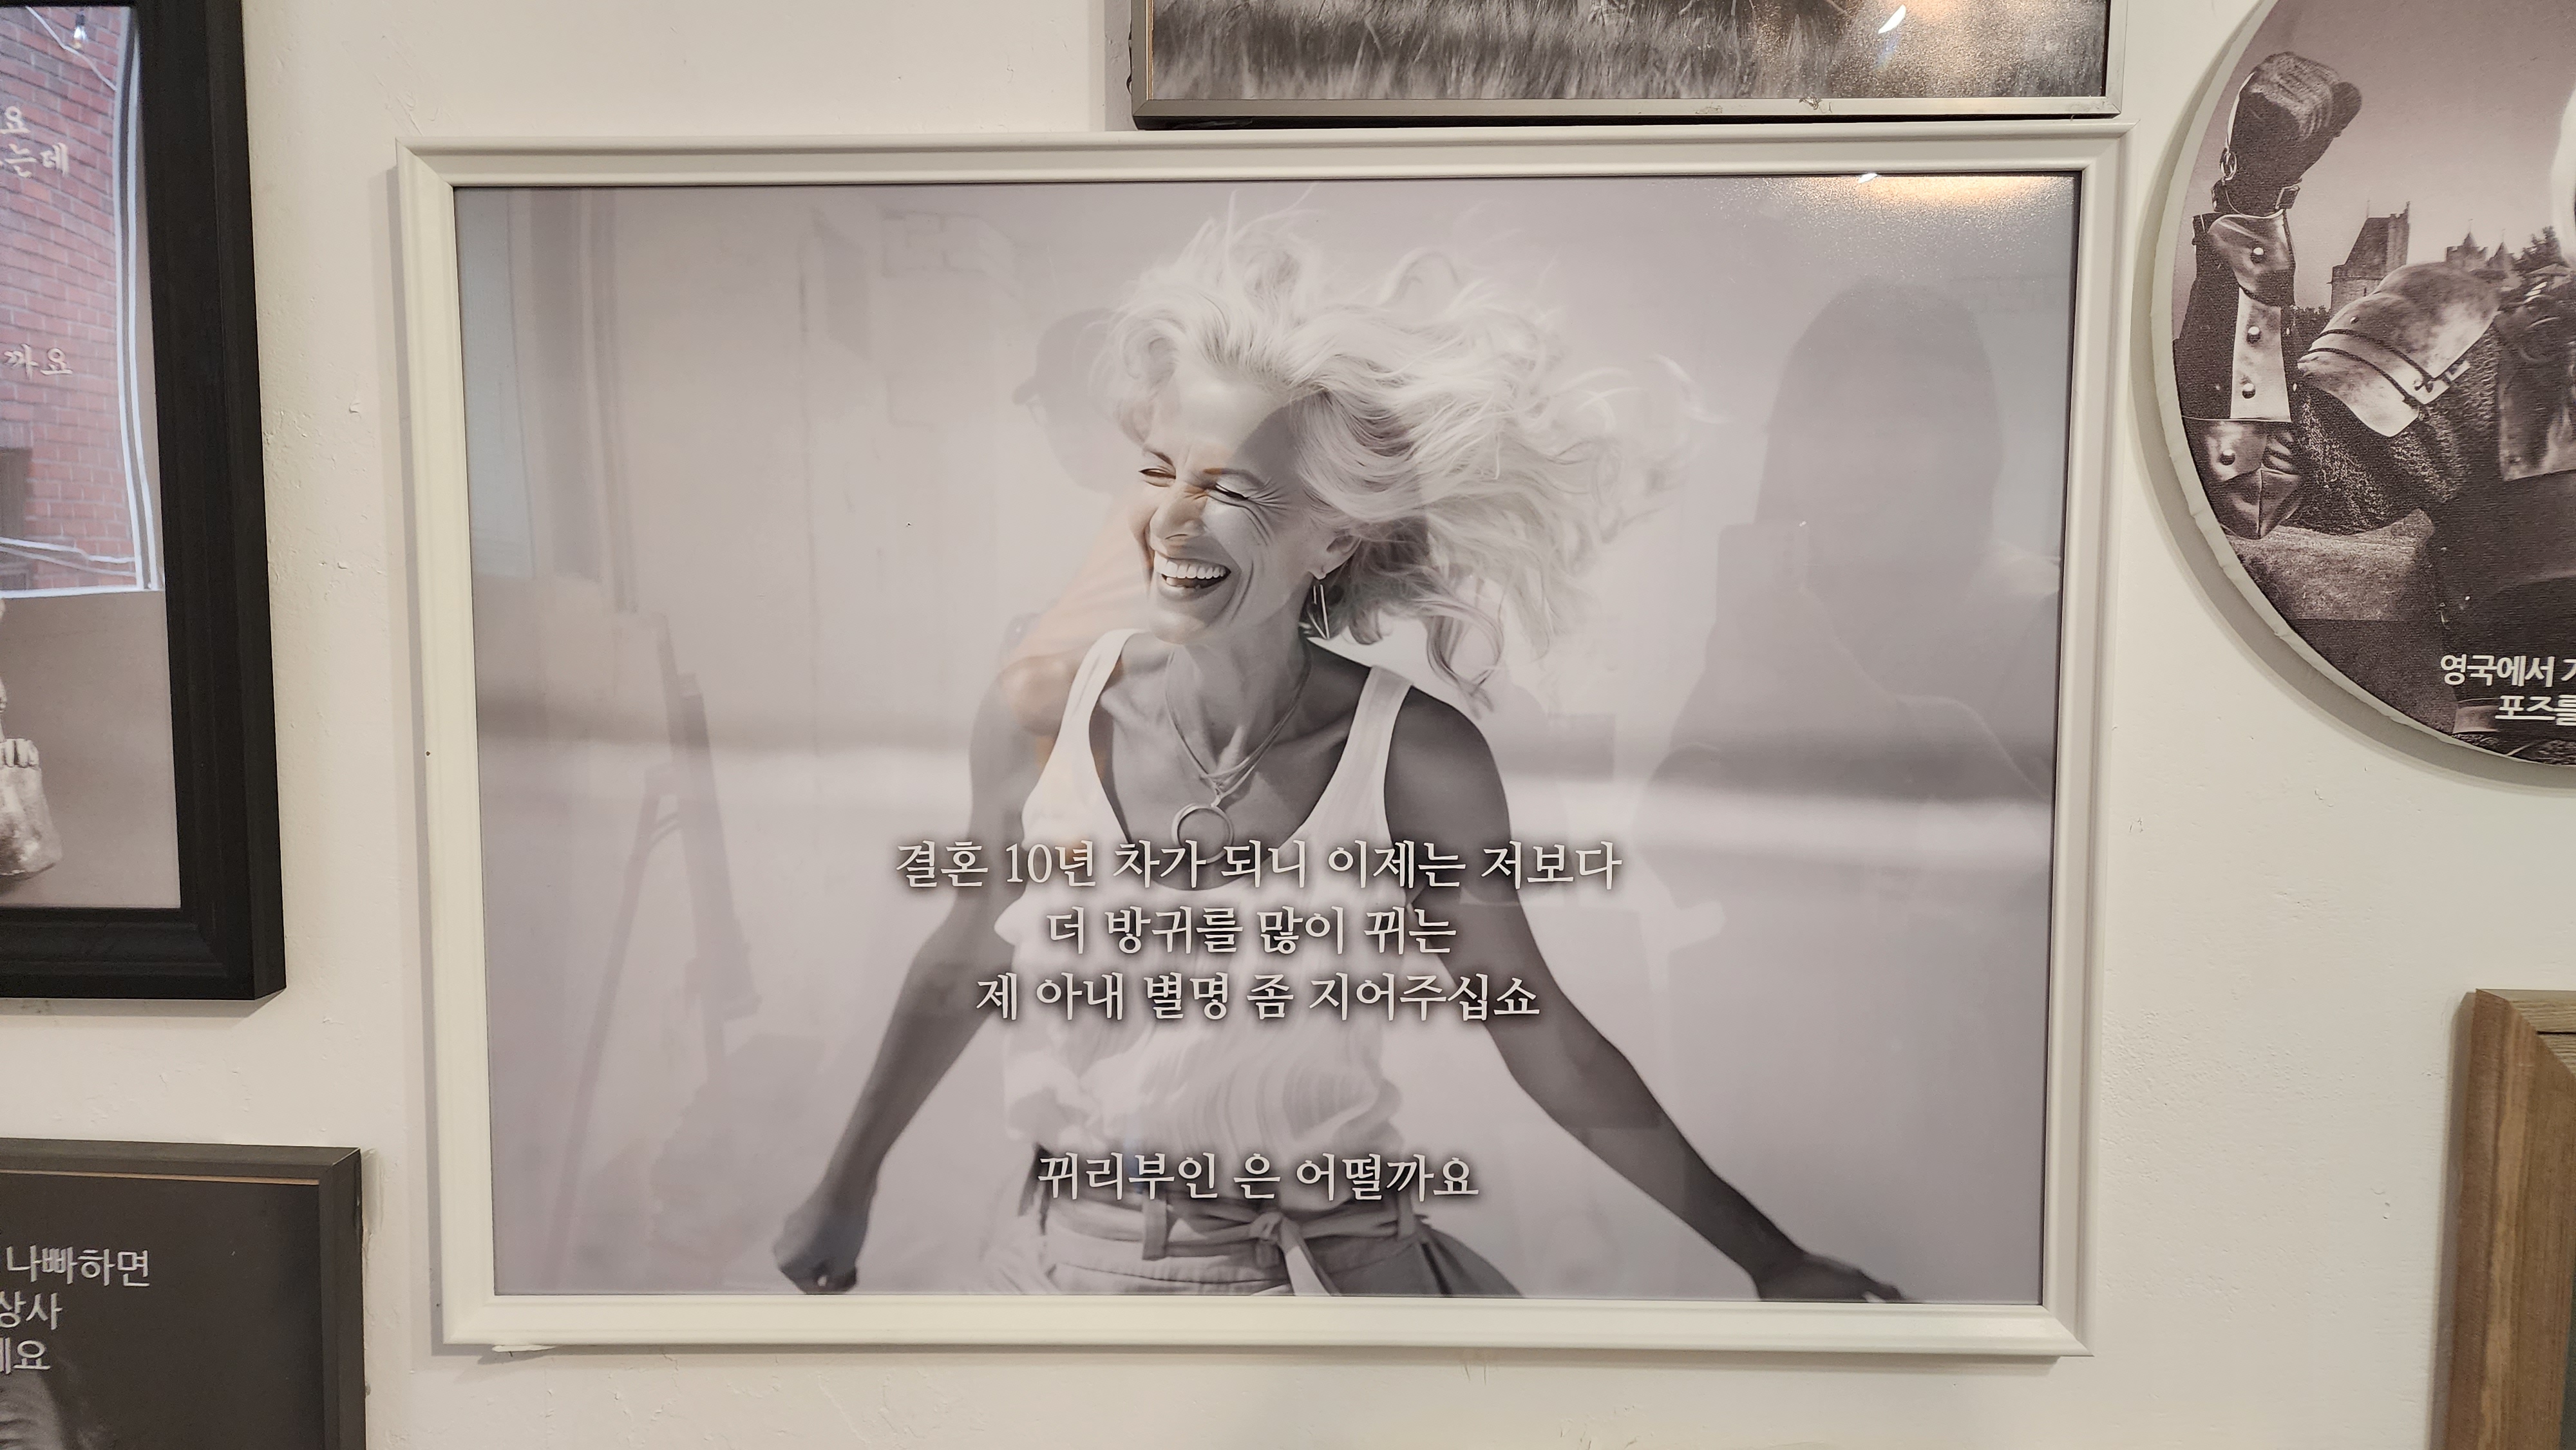 요
는데
까요
결혼 10년 차가 되니 이제는 저보다
더 방귀를 많이 뀌는
제 아내 별명 좀 지어주십쇼
뀌리부인 은 어떨까요
영국에서
포즈를
나빠하면
상사
요